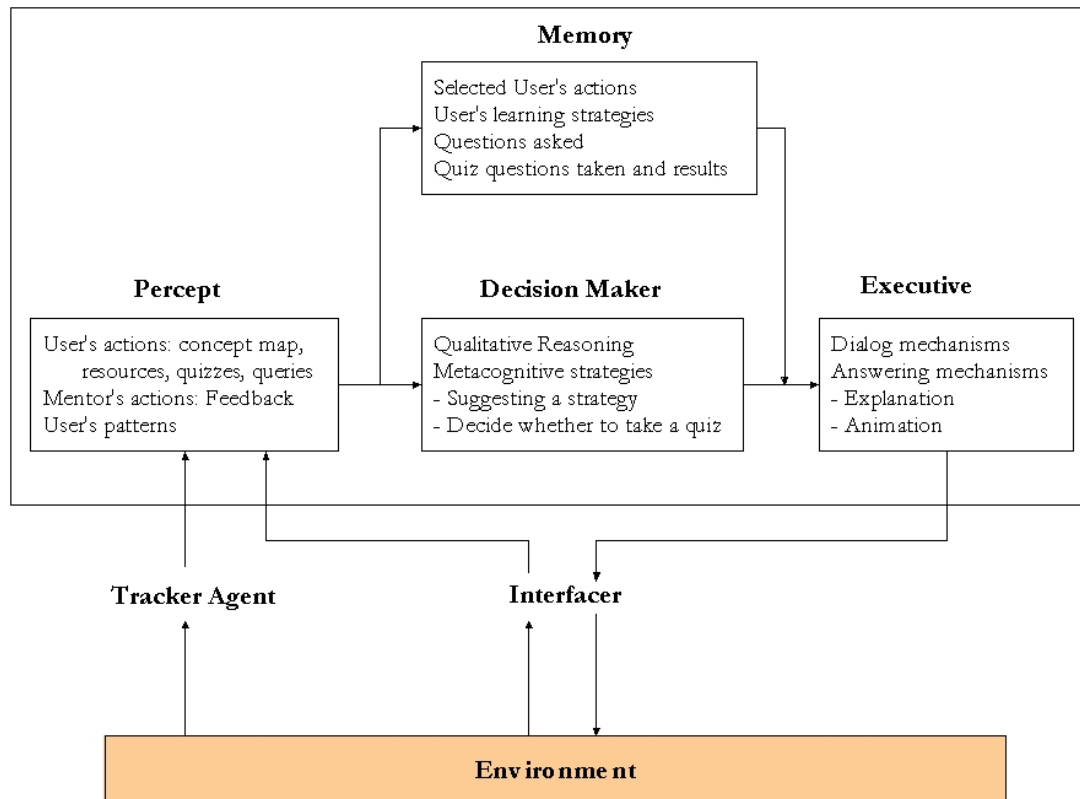 Memory
Selected User's actions
User's learning strategies
Questions asked
Quiz questions taken and results
Percept
User's actions: concept map,
resources, quizzes, queries
Mentor's actions: Feedback
User's patterns
Decision Maker
Qualitative Reasoning
Metacognitive strategies
- Suggesting a strategy
- Decide whether to take a quiz
Executive
Dialog mechanisms
Answering mechanisms
- Explanation
- Animation
Tracker Agent
Interfacer
Environment